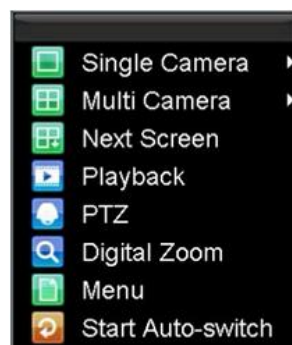 Single Camera
Multi Camera
Next Screen
Playback
PTZ
Digital Zoom
Menu
Start Auto-switch